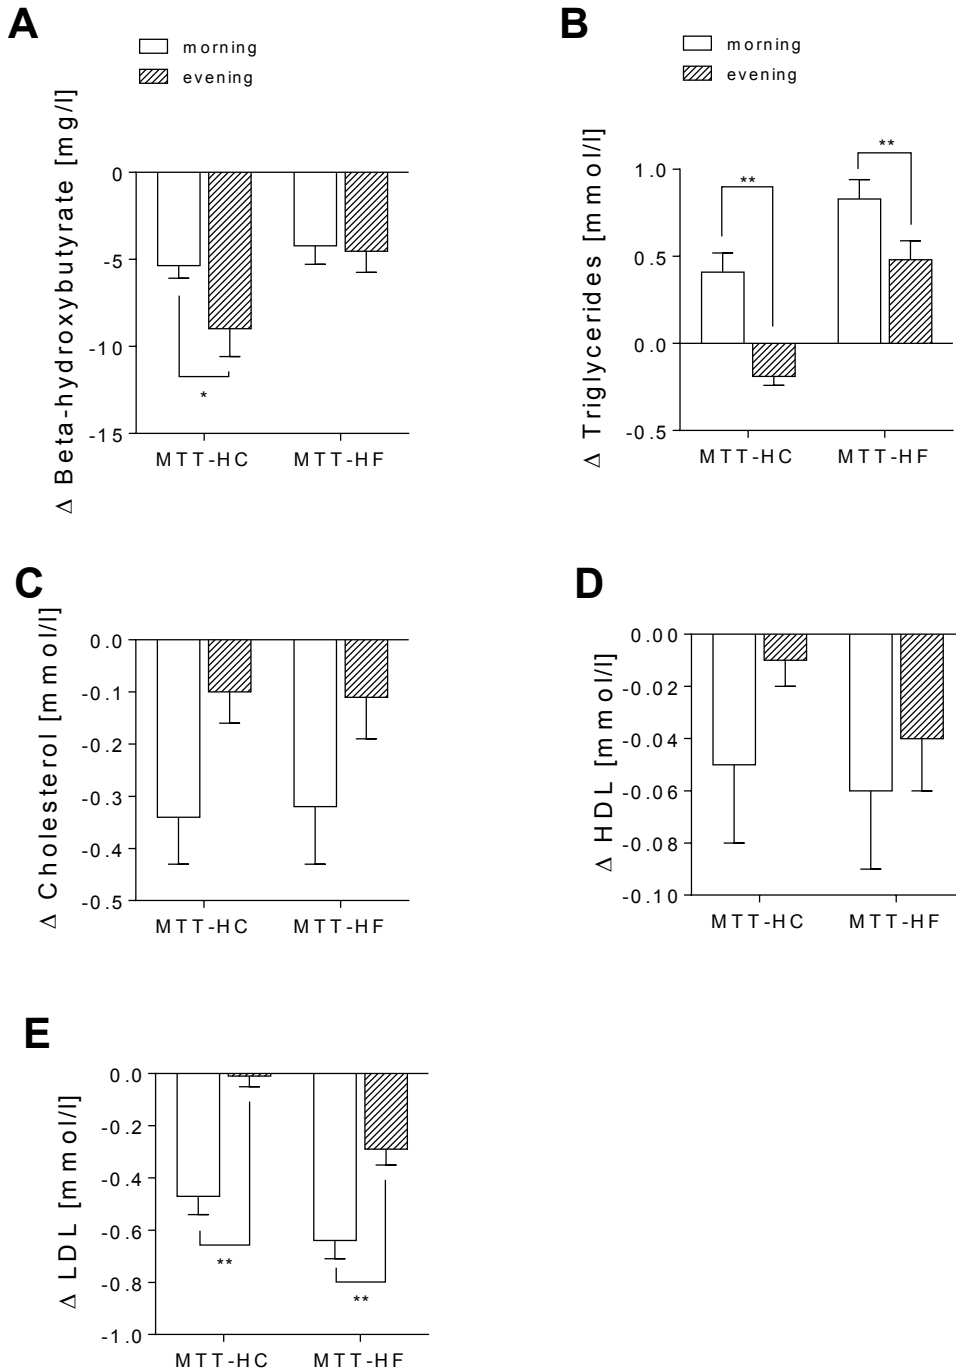 A
morning
evening
Δ Beta-hydroxybutyrate [mg/l]
0
-5
-10
-15
*
MTT-HC MTT-HF
B
morning
evening
Δ Triglycerides [mmol/l]
1.0
0.5
0.0
-0.5
**
**
MTT-HC MTT-HF
C
Δ Cholesterol [mmol/l]
0.0
-0.1
-0.2
-0.3
-0.4
-0.5
MTT-HC MTT-HF
D
Δ HDL [mmol/l]
0.00
-0.02
-0.04
-0.06
-0.08
-0.10
MTT-HC MTT-HF
E
Δ LDL [mmol/l]
0.0
-0.2
-0.4
-0.6
-0.8
-1.0
**
**
MTT-HC MTT-HF